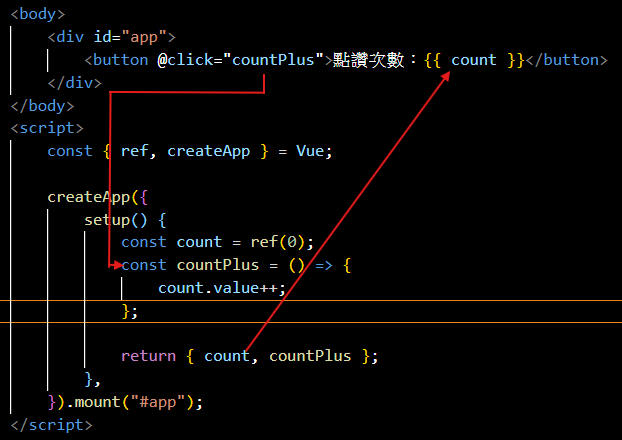 <body>
<div id="app">
<button @click="countPlus">點讚次數：{{ count }}</button>
</div>
</body>
<script>
const { ref, createApp } = Vue;
createApp({
setup() {
const count = ref(0);
const countPlus = () => {
count.value++;
};
return { count, countPlus };
},
}).mount("#app");
</script>